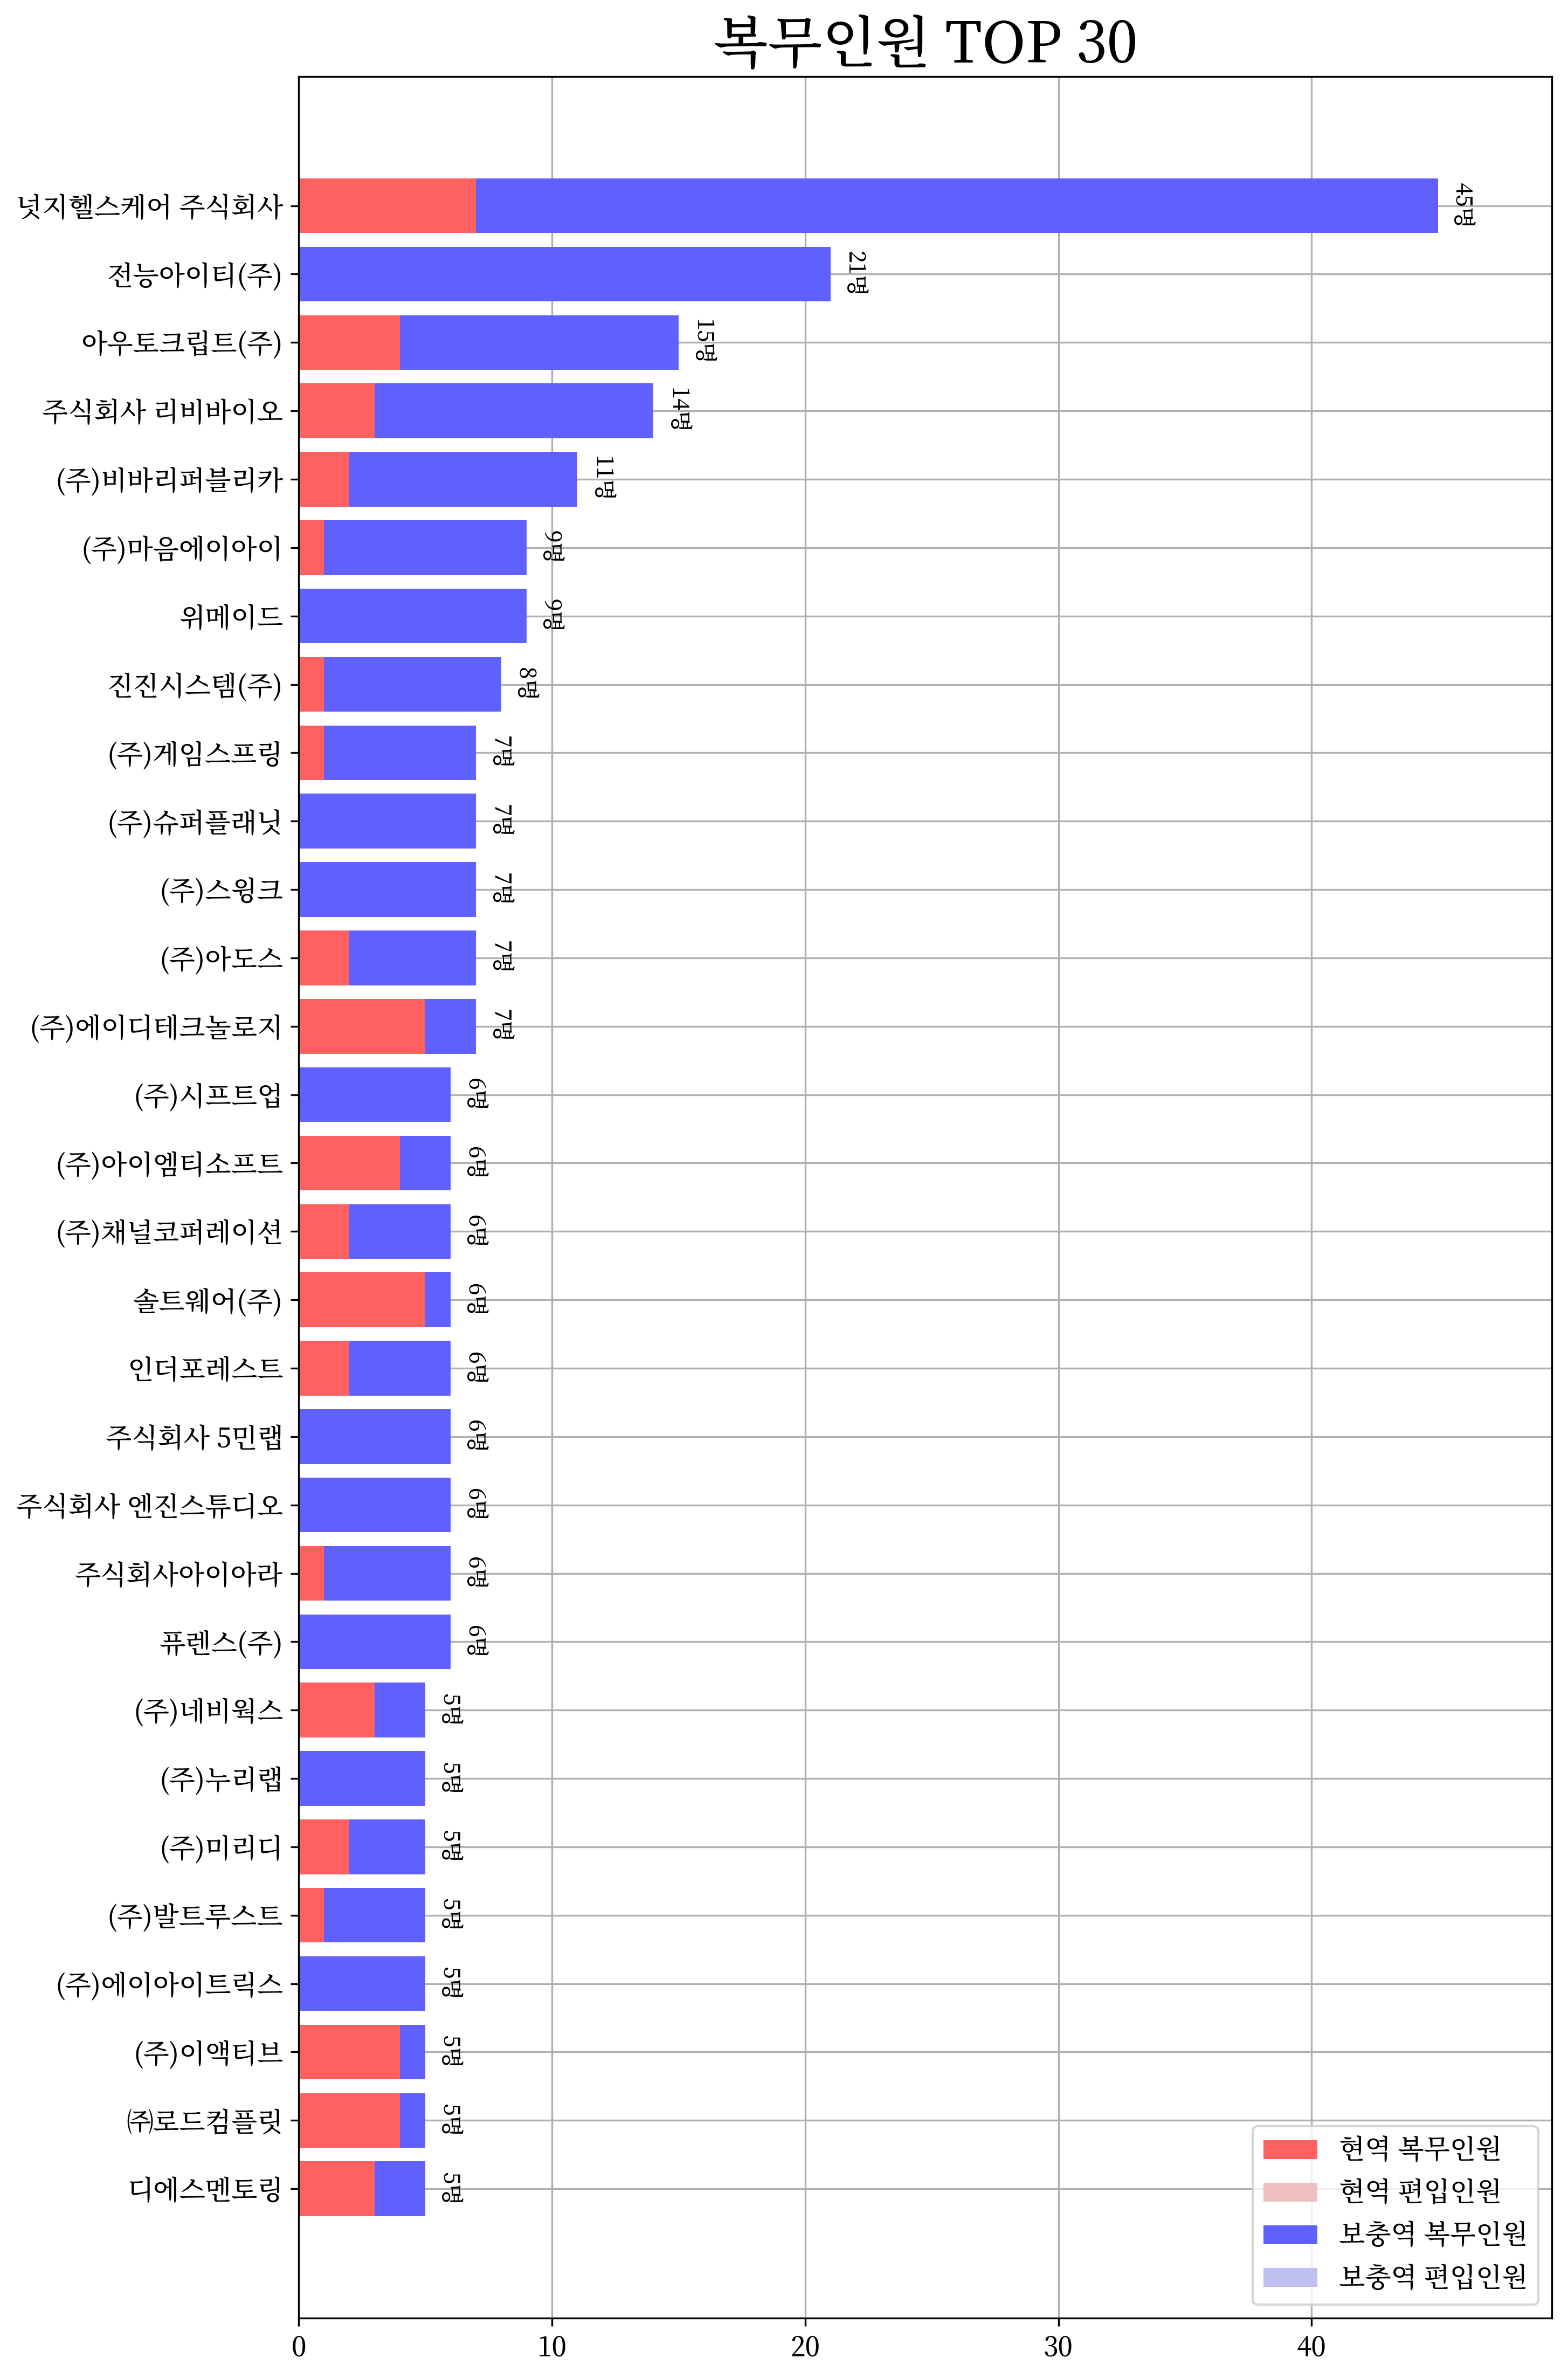 복무인원 TOP 30
넛지헬스케어 주식회사 45명
전능아이티(주) 21명
아우토크립트(주) 15명
주식회사 리비바이오 14명
(주)비바리퍼블리카 11명
(주)마음에이아이 9명
위메이드 9명
진진시스템(주) 8명
(주)게임스프링 7명
(주)슈퍼플래닛 7명
(주)스윙크 7명
(주)아도스 7명
(주)에이디테크놀로지 7명
(주)시프트업 6명
(주)아이엠티소프트 6명
(주)채널코퍼레이션 6명
솔트웨어(주) 6명
인더포레스트 6명
주식회사 5민랩 6명
주식회사 엔진스튜디오 6명
주식회사아이아라 6명
퓨렌스(주) 6명
(주)네비웍스 5명
(주)누리랩 5명
(주)미리디 5명
(주)발트루스트 5명
(주)에이아이트릭스 5명
(주)이액티브 5명
㈜로드컴플릿 5명
디에스멘토링 5명
현역 복무인원
현역 편입인원
보충역 복무인원
보충역 편입인원
0 10 20 30 40